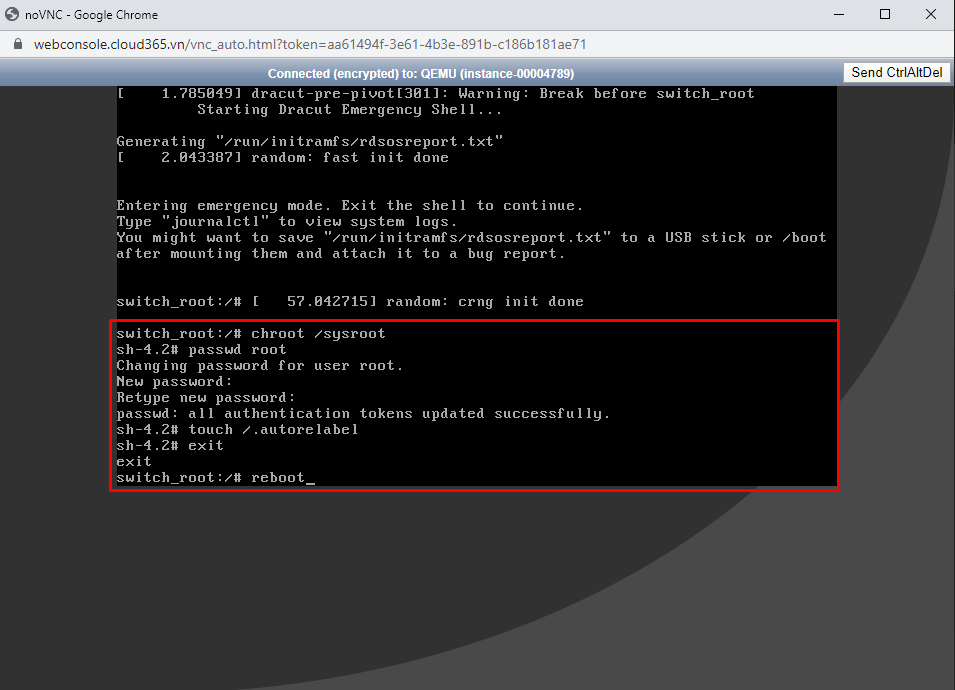 noVNC - Google Chrome
webconsole.cloud365.vn/vnc_auto.html?token=aa61494f-3e61-4b3e-891b-c186b181ae71
Connected (encrypted) to: QEMU (instance-00004789)
Send CtrlAltDel
[    1.785049] dracut-pre-pivot[301]: Warning: Break before switch_root
         Starting Dracut Emergency Shell...
Generating "/run/initramfs/rdsosreport.txt"
[    2.043387] random: fast init done
Entering emergency mode. Exit the shell to continue.
Type "journalctl" to view system logs.
You might want to save "/run/initramfs/rdsosreport.txt" to a USB stick or /boot
after mounting them and attach it to a bug report.
switch_root:/# [   57.042715] random: crng init done
switch_root:/# chroot /sysroot
sh-4.2# passwd root
Changing password for user root.
New password:
Retype new password:
passwd: all authentication tokens updated successfully.
sh-4.2# touch /.autorelabel
sh-4.2# exit
exit
switch_root:/# reboot_